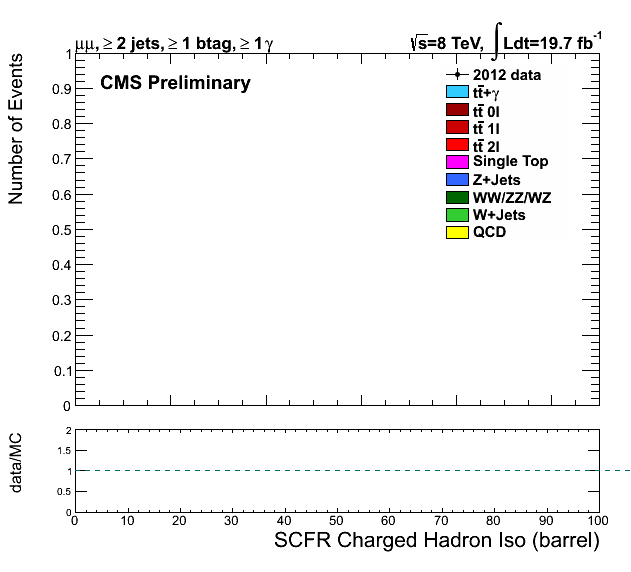 μμ, ≥ 2 jets, ≥ 1 btag, ≥ 1 γ
√s=8 TeV, ∫ Ldt=19.7 fb⁻¹
CMS Preliminary
2012 data
tt̄+γ
tt̄ 0l
tt̄ 1l
tt̄ 2l
Single Top
Z+Jets
WW/ZZ/WZ
W+Jets
QCD
Number of Events
1
0.9
0.8
0.7
0.6
0.5
0.4
0.3
0.2
0.1
0
data/MC
2
1.5
1
0.5
0
0 10 20 30 40 50 60 70 80 90 100
SCFR Charged Hadron Iso (barrel)